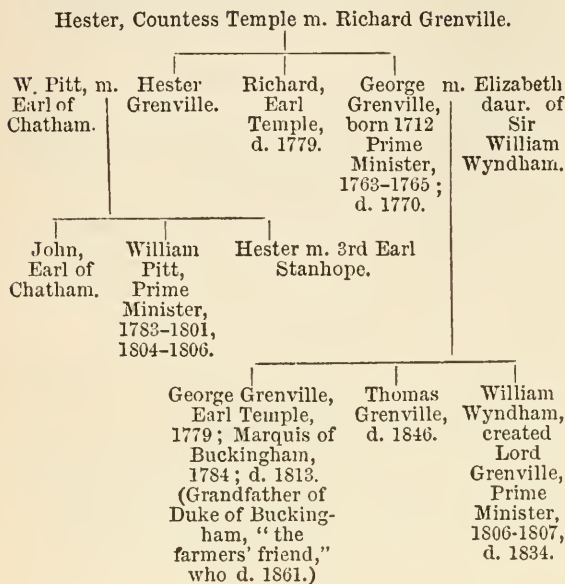 Hester, Countess Temple m. Richard Grenville.
W. Pitt, m.
Earl of
Chatham.
Hester
Grenville.
Richard,
Earl
Temple,
d. 1779.
George m.
Grenville,
born 1712
Prime
Minister,
1763-1765;
d. 1770.
Elizabeth
daur. of
Sir
William
Wyndham.
John,
Earl of
Chatham.
William
Pitt,
Prime
Minister,
1783-1801,
1804-1806.
Hester m. 3rd Earl
Stanhope.
George Grenville,
Earl Temple,
1779; Marquis of
Buckingham,
1784; d. 1813.
(Grandfather of
Duke of Bucking-
ham, "the
farmers' friend,"
who d. 1861.)
Thomas
Grenville,
d. 1846.
William
Wyndham,
created
Lord
Grenville,
Prime
Minister,
1806-1807,
d. 1834.